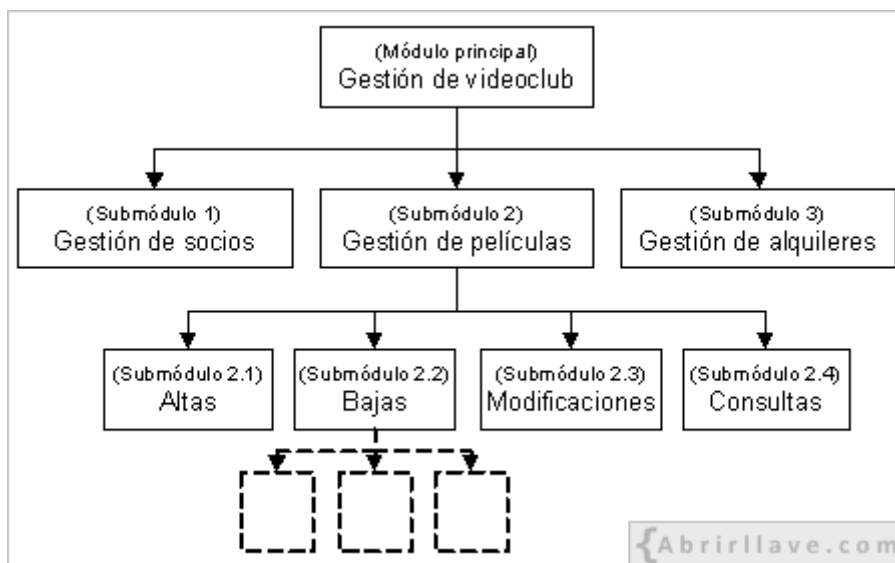 (Módulo principal)
Gestión de videoclub
(Submódulo 1)
Gestión de socios
(Submódulo 2)
Gestión de películas
(Submódulo 3)
Gestión de alquileres
(Submódulo 2.1)
Altas
(Submódulo 2.2)
Bajas
(Submódulo 2.3)
Modificaciones
(Submódulo 2.4)
Consultas
{Abrirllave.com